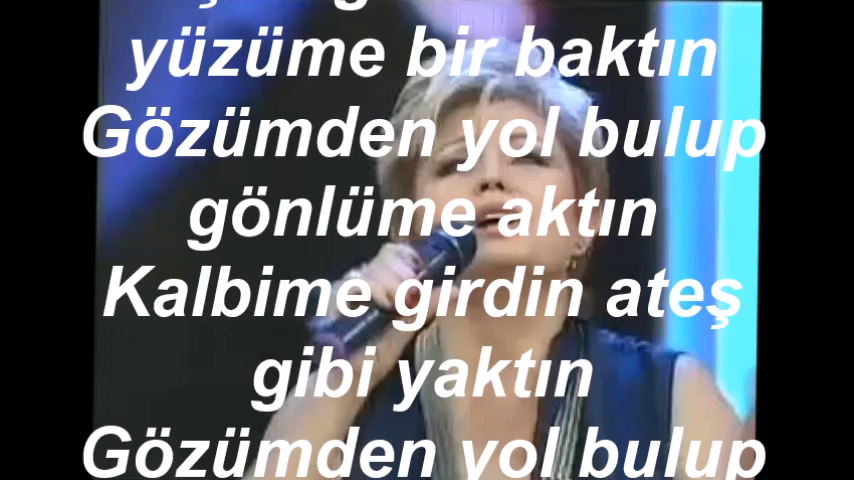 yüzüme bir baktın
Gözümden yol bulup
gönlüme aktın
Kalbime girdin ateş
gibi yaktın
Gözümden yol bulup